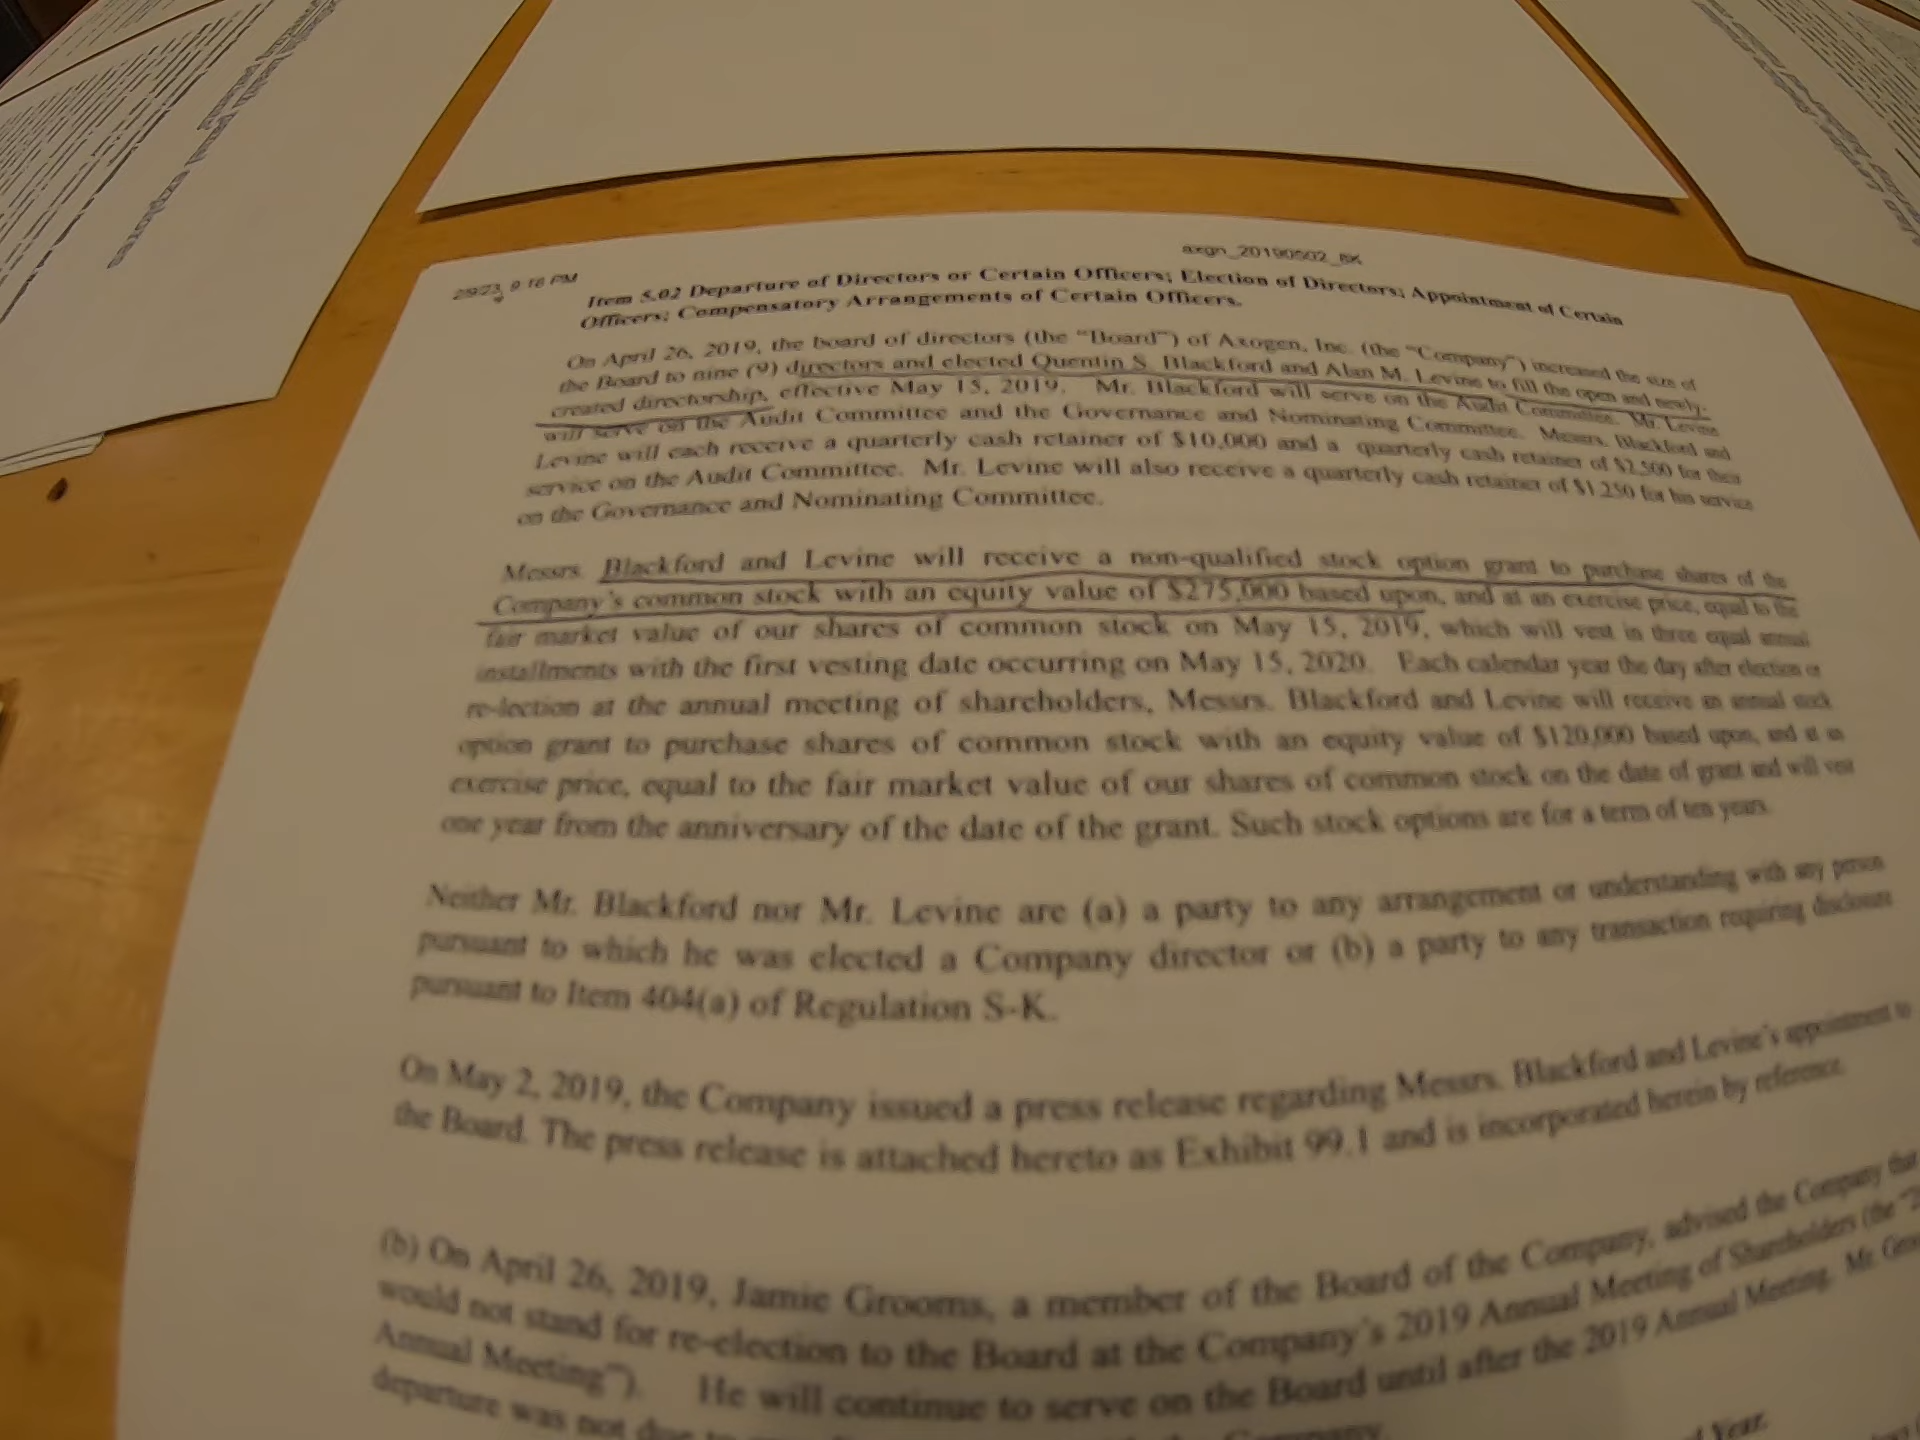 axgn_20190502_8K
2/9/23, 9:16 PM
Item 5.02 Departure of Directors or Certain Officers; Election of Directors; Appointment of Certain
Officers; Compensatory Arrangements of Certain Officers.
On April 26, 2019, the board of directors (the “Board”) of Axogen, Inc. (the “Company”) increased the size of
the Board to nine (9) directors and elected Quentin S. Blackford and Alan M. Levine to fill the open and newly-
created directorship, effective May 15, 2019. Mr. Blackford will serve on the Audit Committee. Mr. Levine
will serve on the Audit Committee and the Governance and Nominating Committee. Messrs. Blackford and
Levine will each receive a quarterly cash retainer of $10,000 and a quarterly cash retainer of $2,500 for their
service on the Audit Committee. Mr. Levine will also receive a quarterly cash retainer of $1,250 for his service
on the Governance and Nominating Committee.
Messrs. Blackford and Levine will receive a non-qualified stock option grant to purchase shares of the
Company’s common stock with an equity value of $275,000 based upon, and at an exercise price, equal to the
fair market value of our shares of common stock on May 15, 2019, which will vest in three equal annual
installments with the first vesting date occurring on May 15, 2020. Each calendar year the day after election or
re-lection at the annual meeting of shareholders, Messrs. Blackford and Levine will receive an annual stock
option grant to purchase shares of common stock with an equity value of $120,000 based upon, and at an
exercise price, equal to the fair market value of our shares of common stock on the date of grant and will vest
one year from the anniversary of the date of the grant. Such stock options are for a term of ten years.
Neither Mr. Blackford nor Mr. Levine are (a) a party to any arrangement or understanding with any person
pursuant to which he was elected a Company director or (b) a party to any transaction requiring disclosure
pursuant to Item 404(a) of Regulation S-K.
On May 2, 2019, the Company issued a press release regarding Messrs. Blackford and Levine’s appointment to
the Board. The press release is attached hereto as Exhibit 99.1 and is incorporated herein by reference.
(b) On April 26, 2019, Jamie Grooms, a member of the Board of the Company, advised the Company that
would not stand for re-election to the Board at the Company’s 2019 Annual Meeting of Shareholders (the “2
Annual Meeting”). He will continue to serve on the Board until after the 2019 Annual Meeting. Mr.
departure was not due to
Company.
Year.